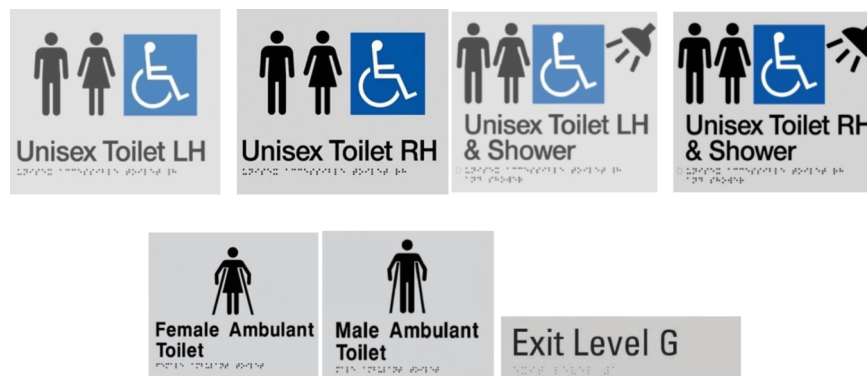 Unisex Toilet LH
Unisex Toilet RH
Unisex Toilet LH
& Shower
Unisex Toilet RH
& Shower
Female Ambulant
Toilet
Male Ambulant
Toilet
Exit Level G